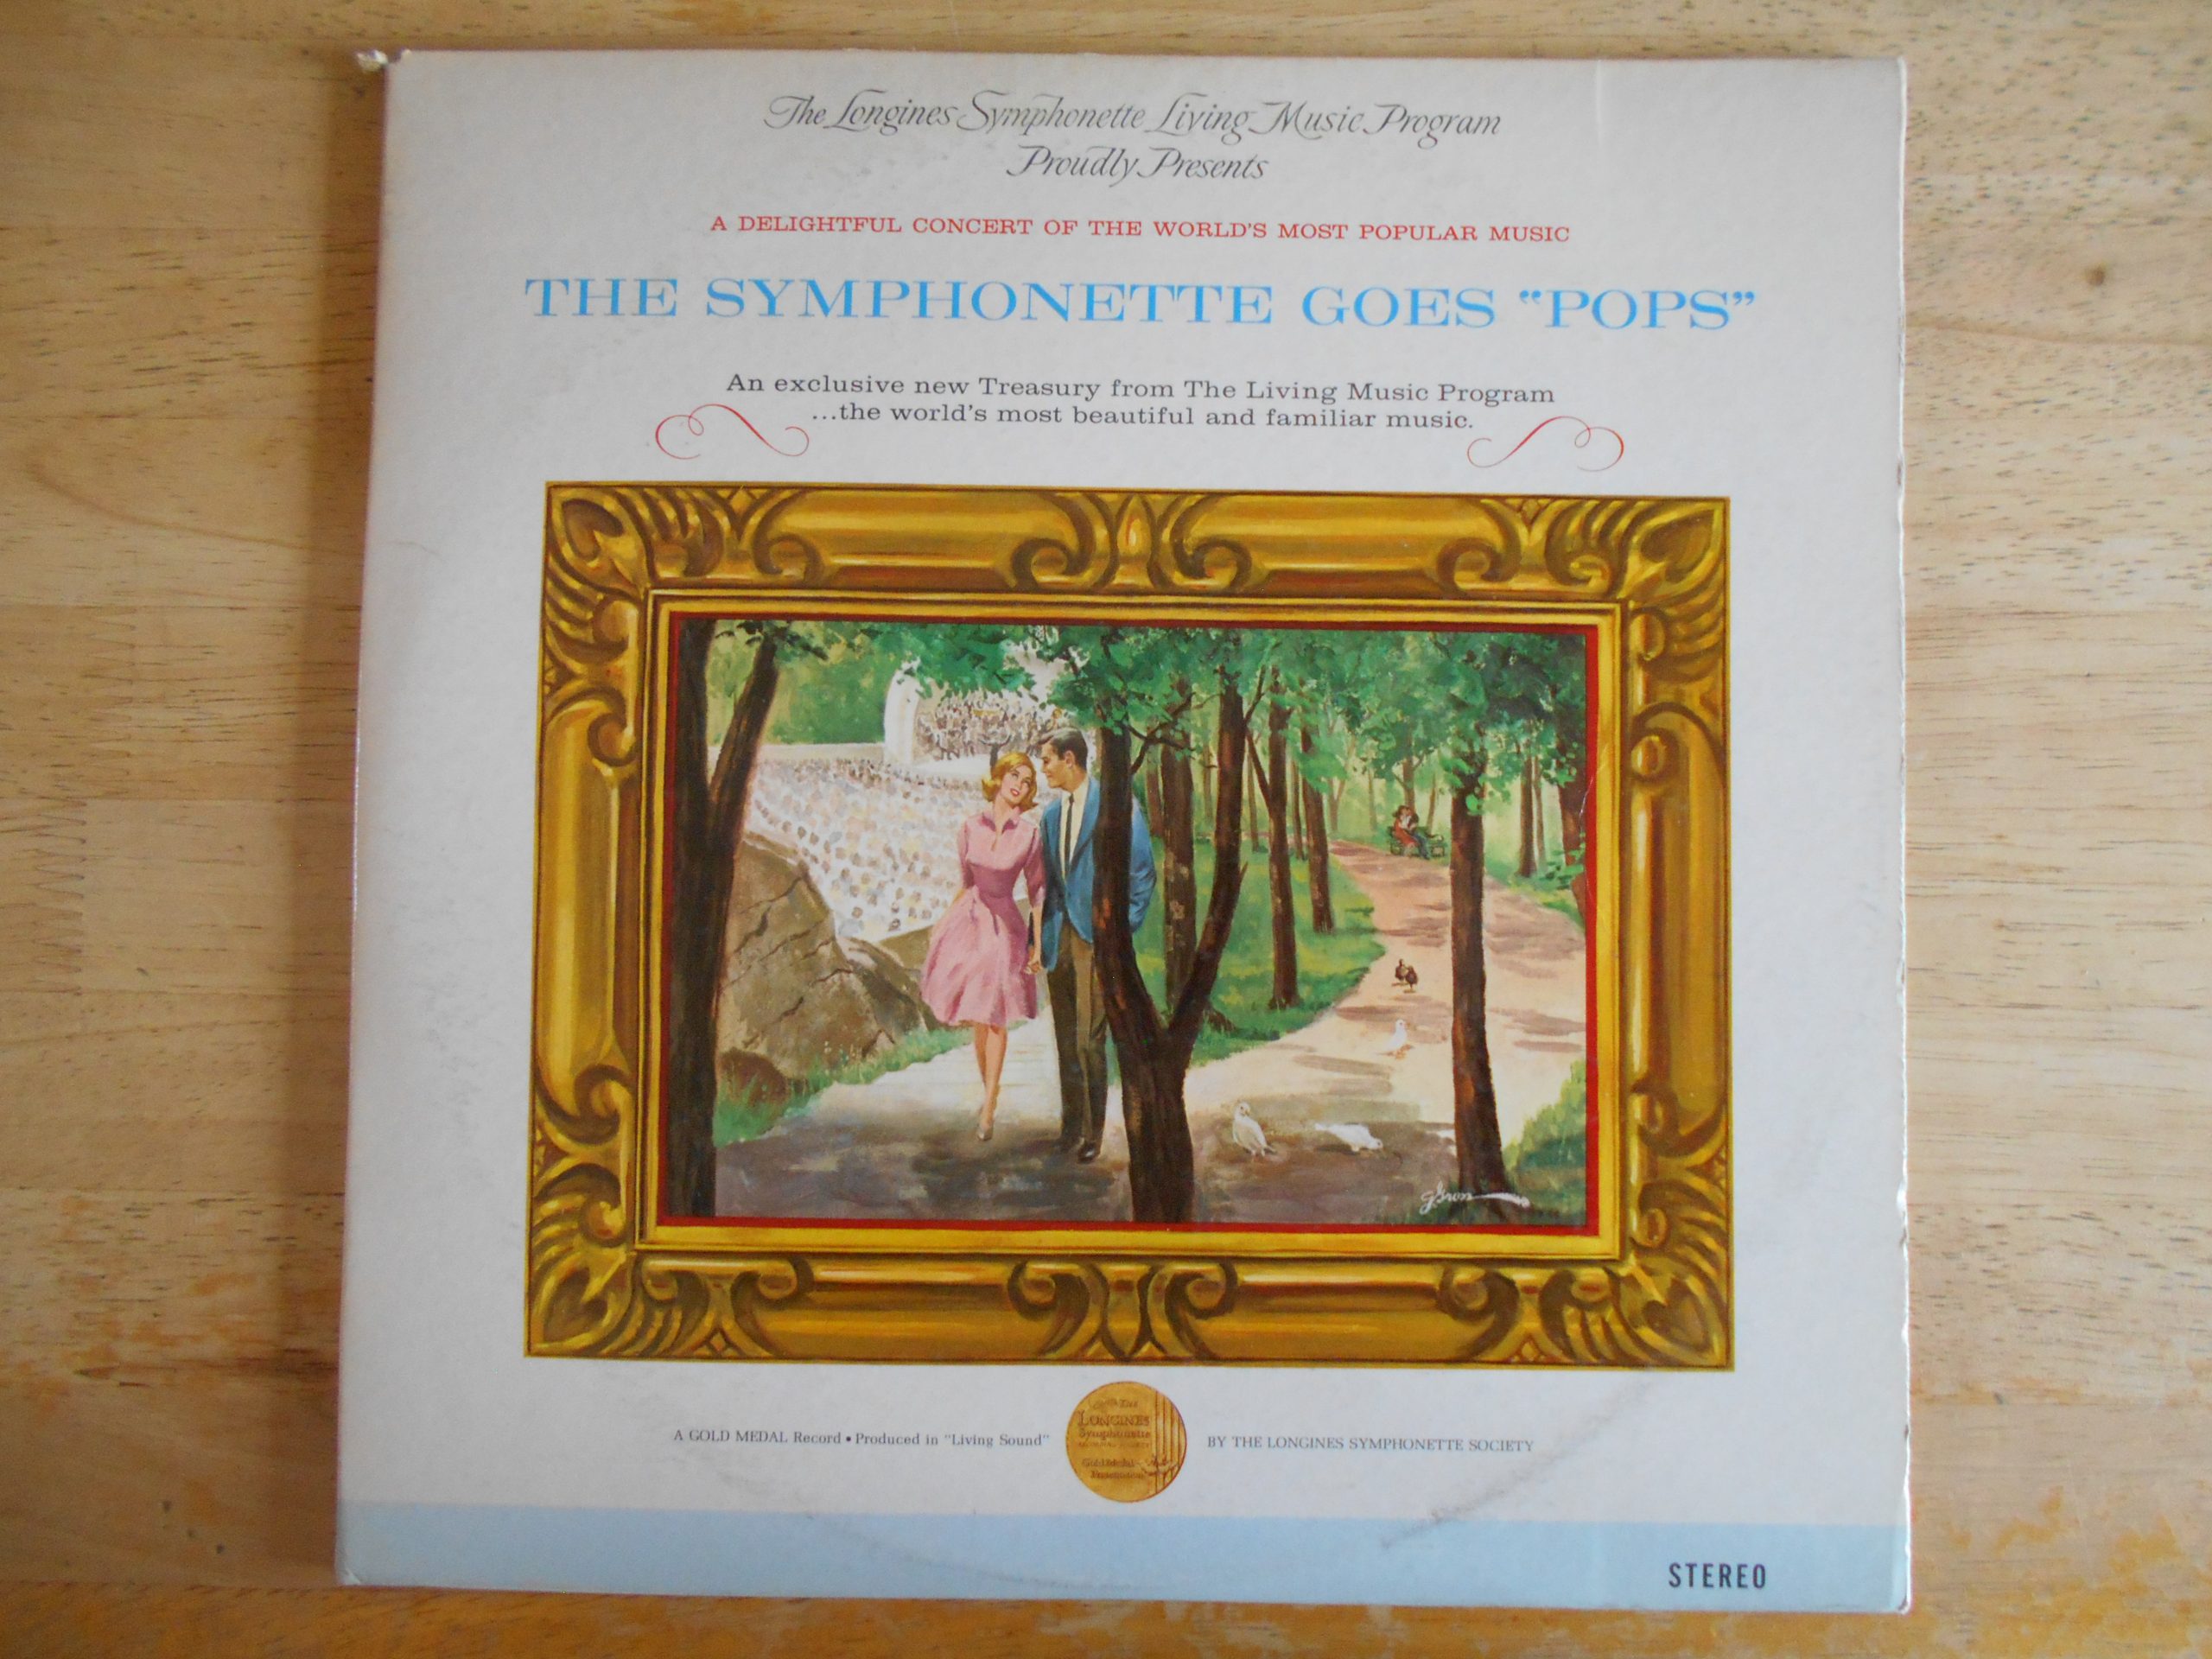 The Longines Symphonette Living Music Program
Proudly Presents
A DELIGHTFUL CONCERT OF THE WORLD'S MOST POPULAR MUSIC
THE SYMPHONETTE GOES “POPS”
An exclusive new Treasury from The Living Music Program
...the world's most beautiful and familiar music.
A GOLD MEDAL Record • Produced in "Living Sound"
The
LONGINES
Symphonette
BY THE LONGINES SYMPHONETTE SOCIETY
STEREO